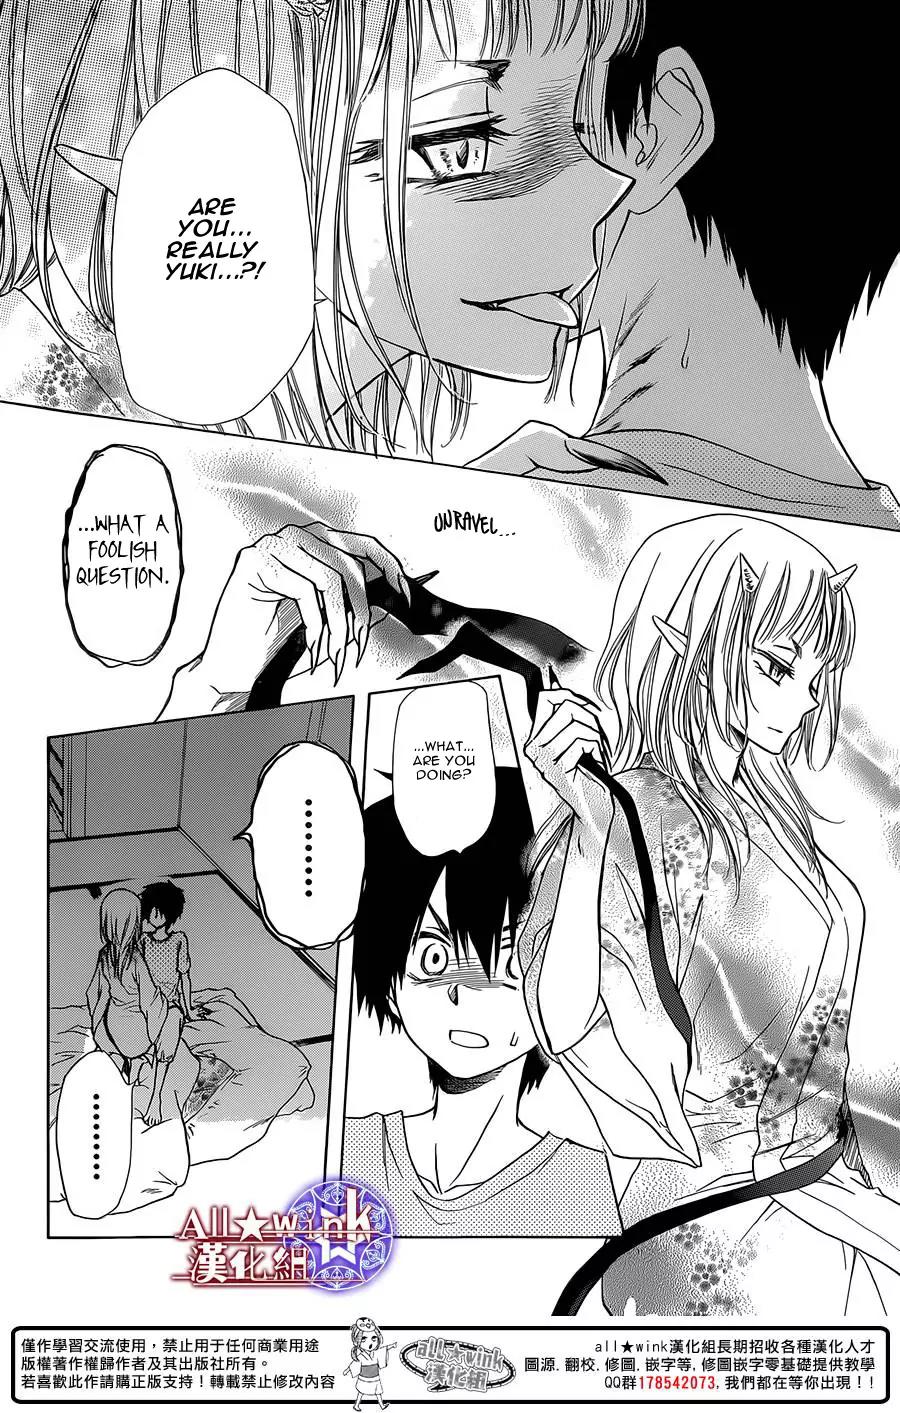 ARE
YOU...
REALLY
YUKI...?!
UNRAVEL...
...WHAT A
FOOLISH
QUESTION.
...WHAT...
ARE YOU
DOING?
........
........
All★wink
漢化組
僅作學習交流使用，禁止用于任何商業用途
版權著作權歸作者及其出版社所有。
若喜歡此作請購正版支持！轉載禁止修改內容
all★wink
漢化組
all★wink漢化組長期招收各種漢化人才
圖源. 翻校. 修圖. 嵌字等, 修圖嵌字零基礎提供教學
QQ群178542073, 我們都在等你出現！！